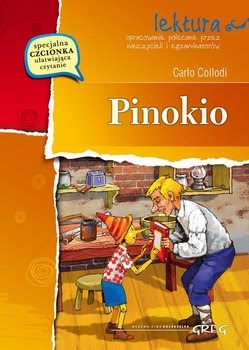 lektura
opracowanie polecane przez
nauczycieli i egzaminatorów
specjalna
CZCIONKA
ułatwiająca
czytanie
Carlo Collodi
Pinokio
GREG